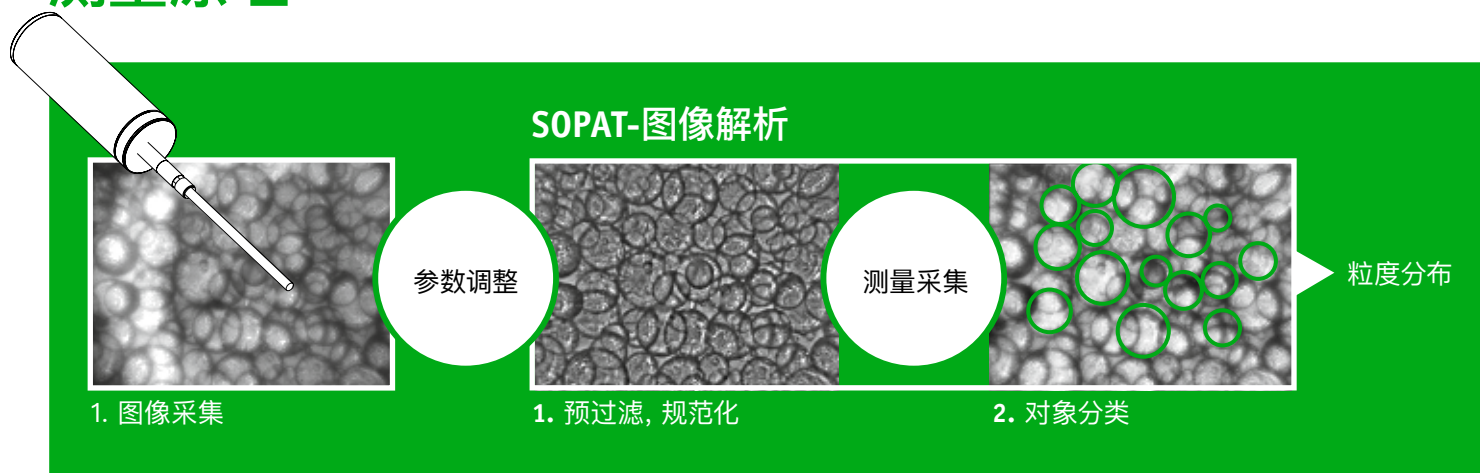 SOPAT-图像解析
参数调整
测量采集
粒度分布
1. 图像采集
1. 预过滤, 规范化
2. 对象分类